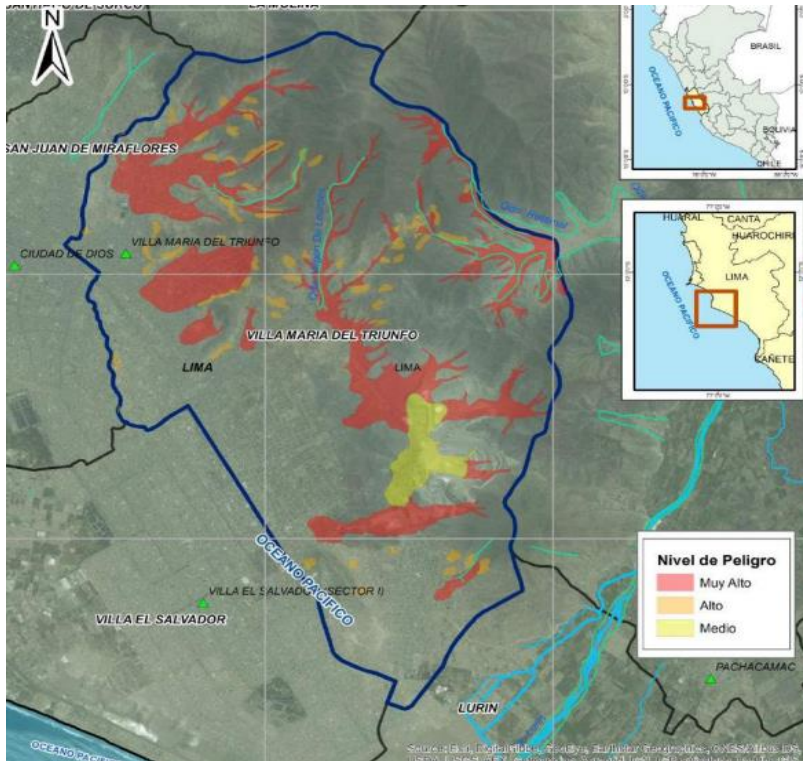 LA MOLINA
N
SAN JUAN DE MIRAFLORES
CIUDAD DE DIOS
VILLA MARIA DEL TRIUNFO
VILLA MARIA DEL TRIUNFO
LIMA
LIMA
OCEANO PACIFICO
VILLA EL SALVADOR (SECTOR I)
VILLA EL SALVADOR
LURIN
PACHACAMAC
OCEANO
BRASIL
OCEANO PACIFICO
BOLIVIA
CHILE
HUARAL
CANTA
HUAROCHIRI
LIMA
OCEANO PACIFICO
CAÑETE
Nivel de Peligro
Muy Alto
Alto
Medio